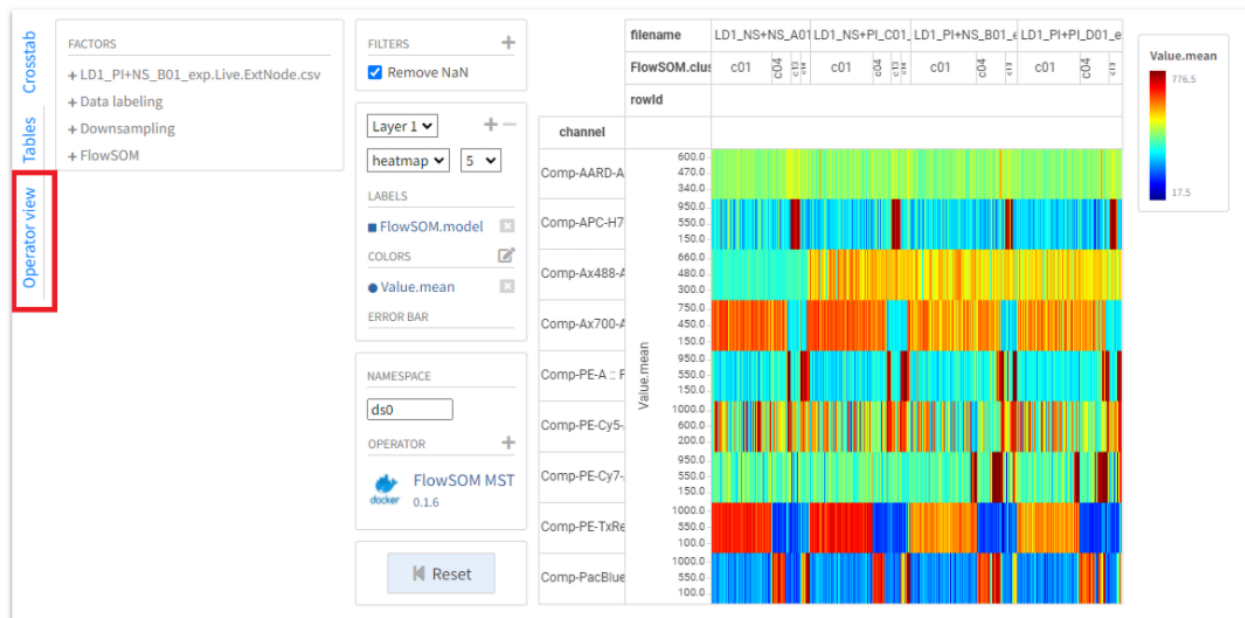 Crosstab
Tables
Operator view
FACTORS
+ LD1_PI+NS_B01_exp.Live.ExtNode.csv
+ Data labeling
+ Downsampling
+ FlowSOM
FILTERS +
Remove NaN
Layer 1
heatmap 5
LABELS
FlowSOM.model
COLORS
Value.mean
ERROR BAR
NAMESPACE
ds0
OPERATOR +
FlowSOM MST
docker 0.1.6
Reset
filename LD1_NS+NS_A01 LD1_NS+PI_C01_ LD1_PI+NS_B01_e LD1_PI+PI_D01_e
FlowSOM.clus c01 c04 c13 c14 c01 c04 c13 c14 c01 c04 c13 c01 c04 c13
rowId
channel
Value.mean
Comp-AARD-A 600.0 470.0 340.0
Comp-APC-H7- 950.0 550.0 150.0
Comp-Ax488-A 660.0 480.0 300.0
Comp-Ax700-A 750.0 450.0 150.0
Comp-PE-A :: F 950.0 550.0 150.0
Comp-PE-Cy5-. 1000.0 600.0 200.0
Comp-PE-Cy7-. 950.0 550.0 150.0
Comp-PE-TxRe 1000.0 550.0 100.0
Comp-PacBlue 1000.0 550.0 100.0
Value.mean
776.5
17.5